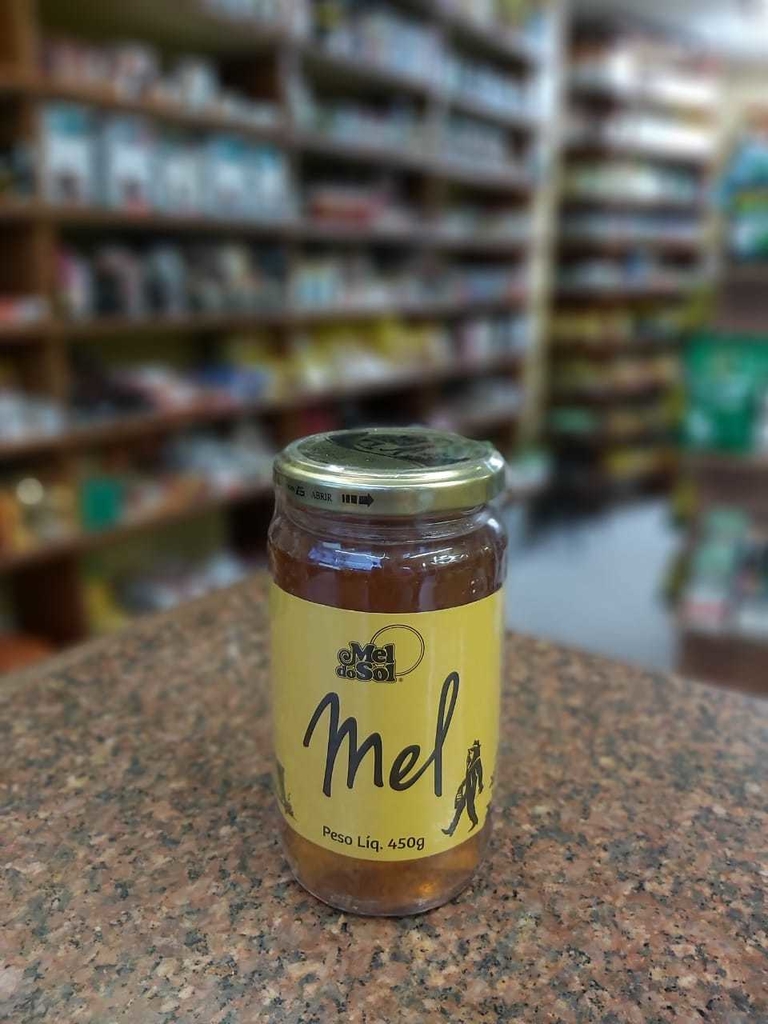 ABRIR
Mel
do Sol
Mel
Peso Líq. 450g